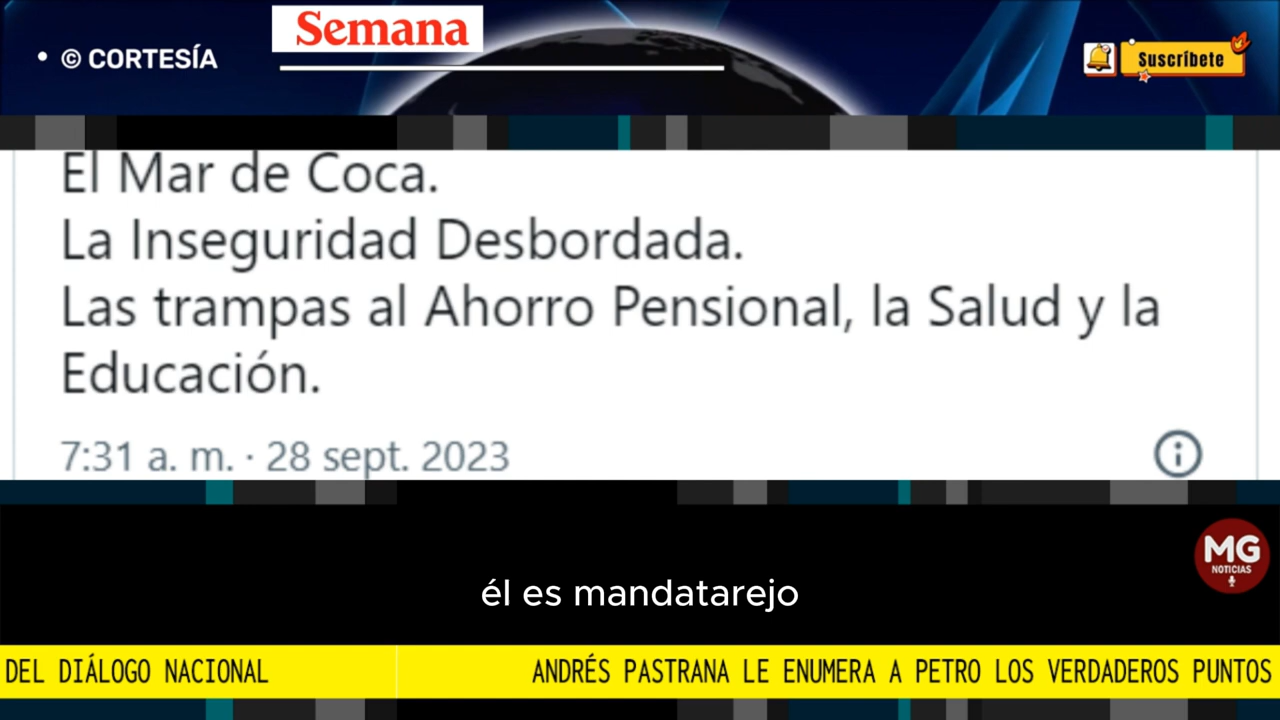 Semana
• © CORTESÍA
Suscríbete
El Mar de Coca.
La Inseguridad Desbordada.
Las trampas al Ahorro Pensional, la Salud y la
Educación.
7:31 a. m. · 28 sept. 2023
MG
NOTICIAS
él es mandatarejo
DEL DIÁLOGO NACIONAL
ANDRÉS PASTRANA LE ENUMERA A PETRO LOS VERDADEROS PUNTOS